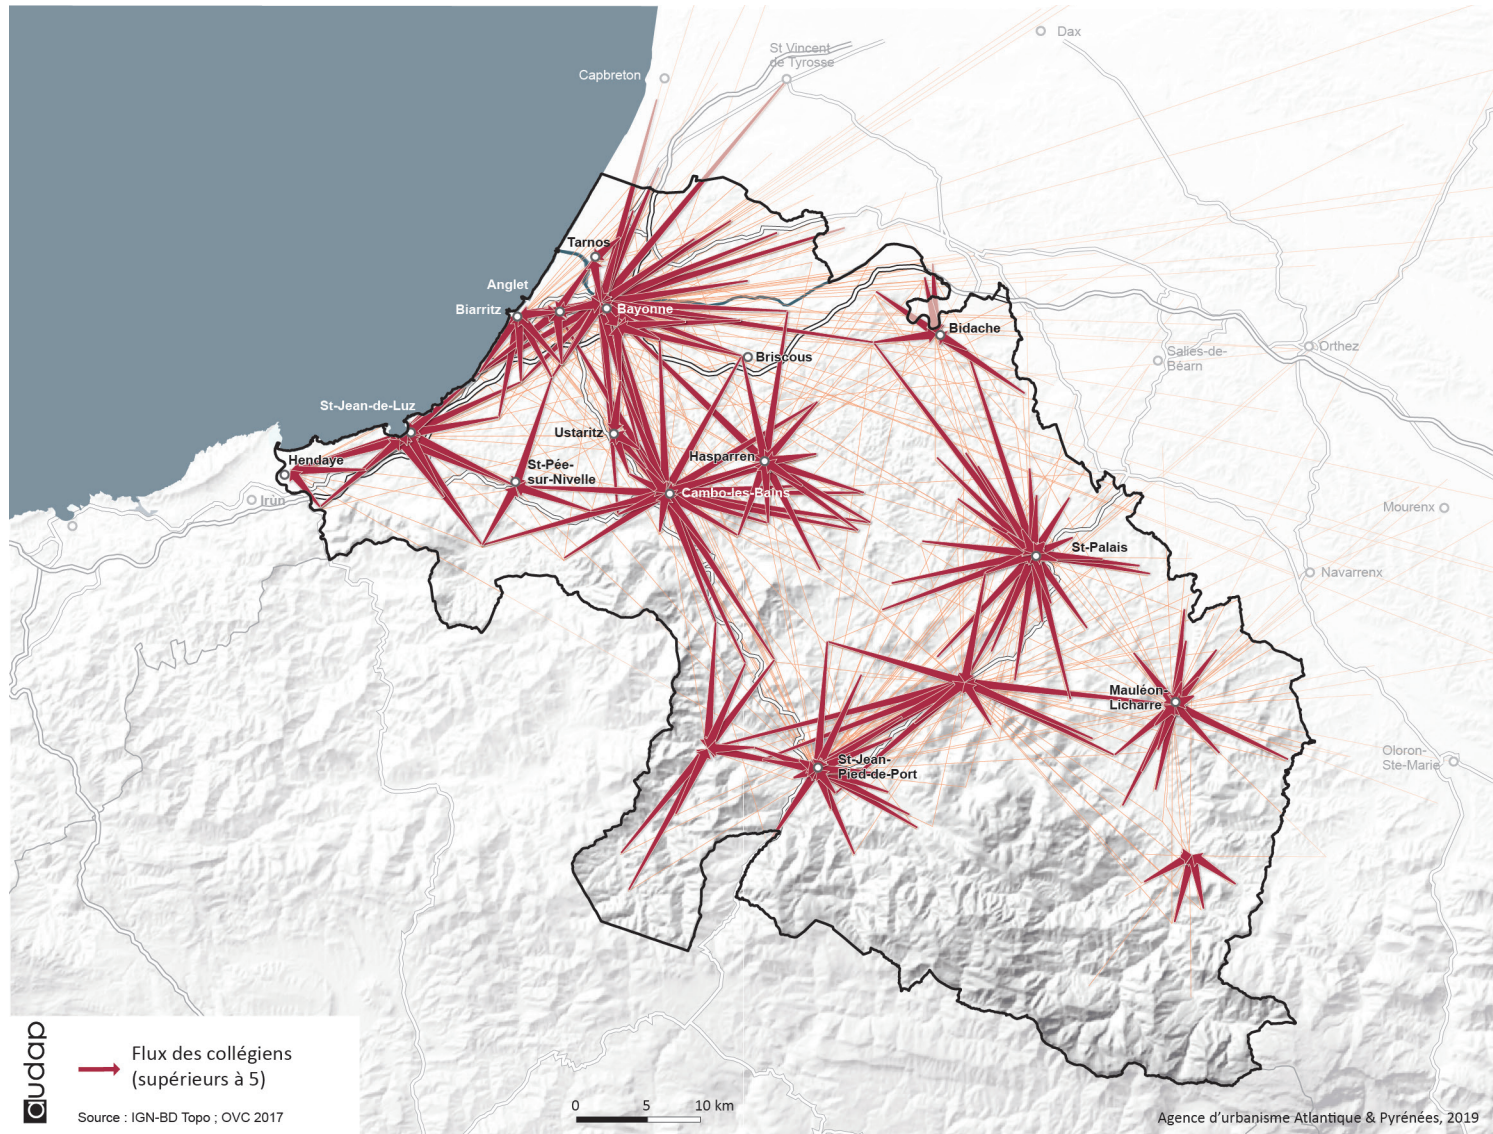 Dax
St Vincent
de Tyrosse
Capbreton
Tarnos
Anglet
Biarritz
Bayonne
Bidache
Briscous
Salies-de-
Béarn
Orthez
St-Jean-de-Luz
Ustaritz
Hendaye
St-Pée-
sur-Nivelle
Hasparren
Cambo-les-Bains
Irun
Mourenx
St-Palais
Navarrenx
Mauléon-
Licharre
Oloron-
Ste-Marie
St-Jean-
Pied-de-Port
audap
Flux des collégiens
(supérieurs à 5)
Source : IGN-BD Topo ; OVC 2017
0 5 10 km
Agence d'urbanisme Atlantique & Pyrénées, 2019